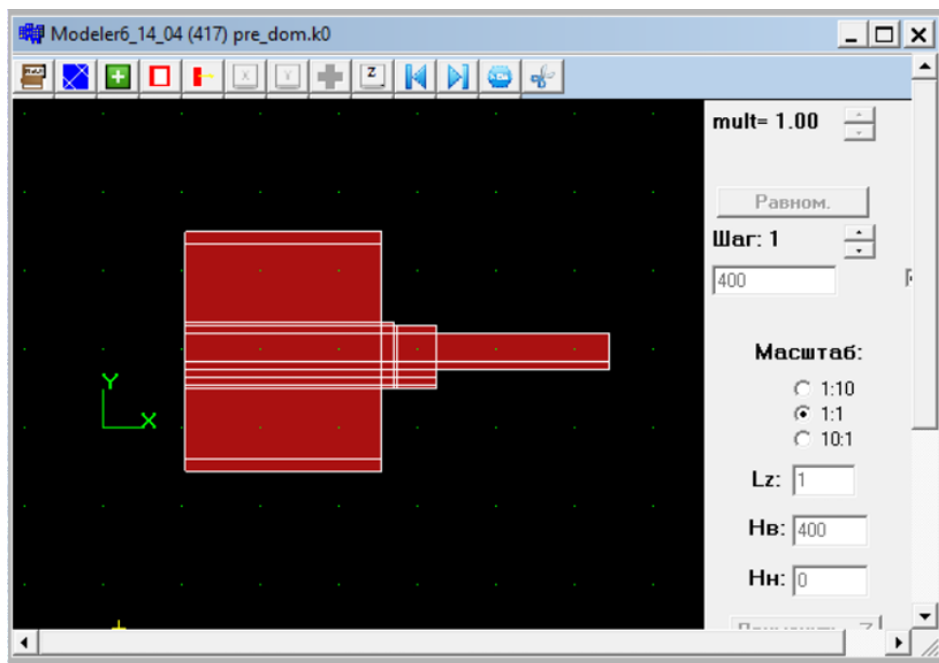 Modeler6_14_04 (417) pre_dom.k0
X
Y
Z
mult= 1.00
Равном.
Шаг: 1
400
Масштаб:
1:10
1:1
10:1
Lz: 1
Нв: 400
Нн: 0
Y
X